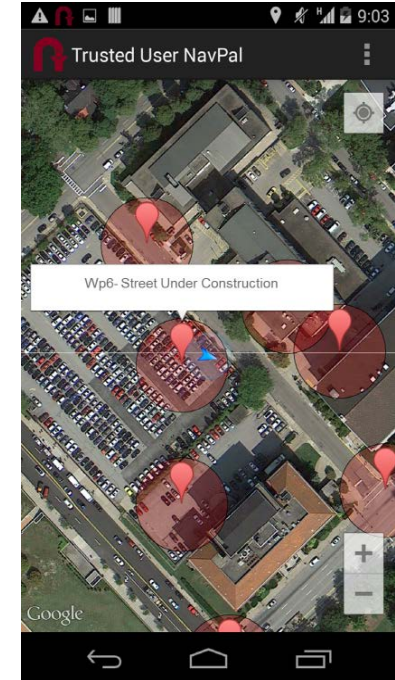 H
9:03
Trusted User NavPal
Wp6- Street Under Construction
+
−
Google